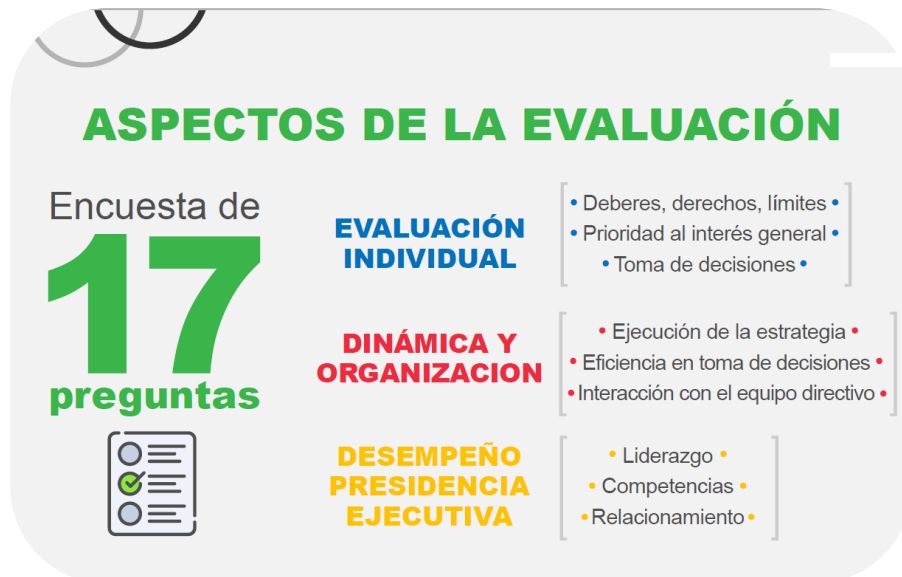 ASPECTOS DE LA EVALUACIÓN
Encuesta de
17
preguntas
EVALUACIÓN
INDIVIDUAL
• Deberes, derechos, límites •
• Prioridad al interés general •
• Toma de decisiones •
DINÁMICA Y
ORGANIZACION
• Ejecución de la estrategia •
• Eficiencia en toma de decisiones •
• Interacción con el equipo directivo •
DESEMPEÑO
PRESIDENCIA
EJECUTIVA
• Liderazgo •
• Competencias •
• Relacionamiento •